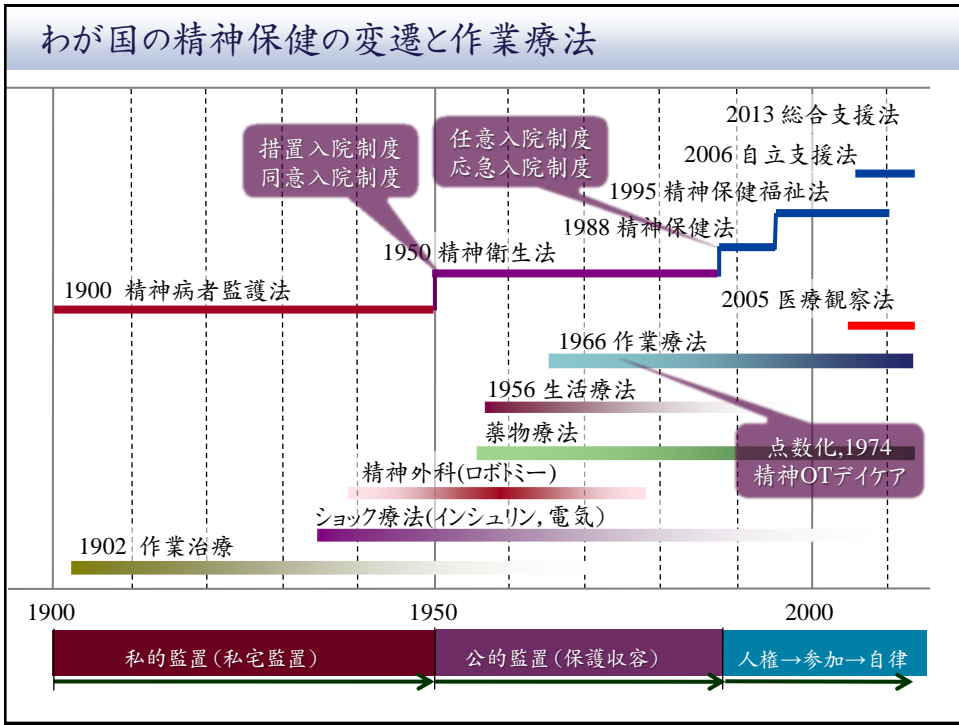 わが国の精神保健の変遷と作業療法
2013 総合支援法
措置入院制度
同意入院制度
任意入院制度
応急入院制度
2006 自立支援法
1995 精神保健福祉法
1988 精神保健法
1950 精神衛生法
1900 精神病者監護法
2005 医療観察法
1966 作業療法
1956 生活療法
薬物療法
点数化,1974
精神OTデイケア
精神外科(ロボトミー)
ショック療法(インシュリン,電気)
1902 作業治療
1900
1950
2000
私的監置(私宅監置)
公的監置(保護収容)
人権→参加→自律